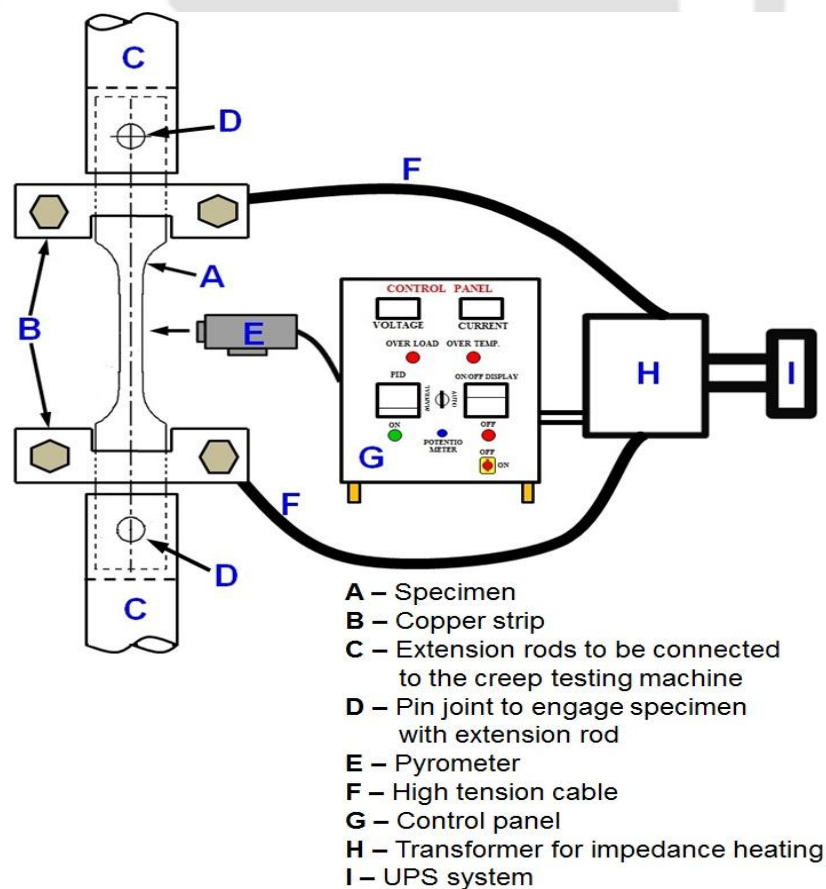 C
D
F
A
B
E
CONTROL PANEL
VOLTAGE CURRENT
OVER LOAD OVER TEMP.
PID ON/OFF DISPLAY
MANUAL AUTO
ON OFF
POTENTIO
METER
OFF
ON
G
H
I
F
D
C
A – Specimen
B – Copper strip
C – Extension rods to be connected
to the creep testing machine
D – Pin joint to engage specimen
with extension rod
E – Pyrometer
F – High tension cable
G – Control panel
H – Transformer for impedance heating
I – UPS system